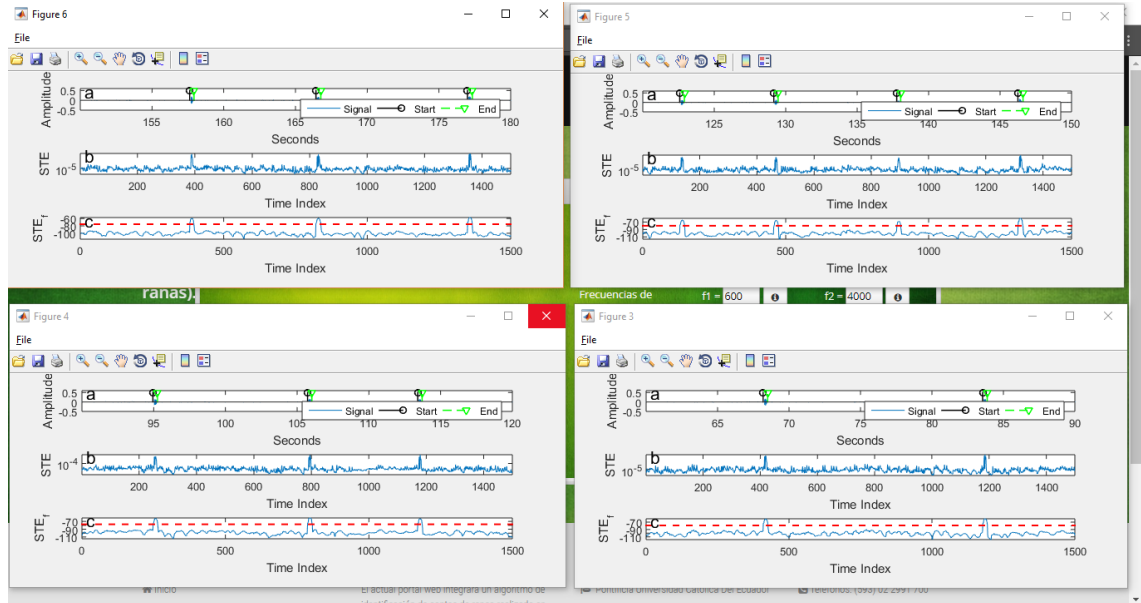 Figure 6
File
Amplitude
0.5
0
-0.5
a
Signal Start End
155 160 165 170 175 180
Seconds
STE
10-5
b
200 400 600 800 1000 1200 1400
Time Index
STEf
-60
-80
-100
c
0 500 1000 1500
Time Index
Figure 5
File
Amplitude
0.5
0
-0.5
a
Signal Start End
125 130 135 140 145 150
Seconds
STE
10-5
b
200 400 600 800 1000 1200 1400
Time Index
STEf
-70
-90
-110
c
0 500 1000 1500
Time Index
ranas).
Frecuencias de f1 = 600 f2 = 4000
Figure 4
File
Amplitude
0.5
0
-0.5
a
Signal Start End
95 100 105 110 115 120
Seconds
STE
10-4
b
200 400 600 800 1000 1200 1400
Time Index
STEf
-70
-90
-110
c
0 500 1000 1500
Time Index
Figure 3
File
Amplitude
0.5
0
-0.5
a
Signal Start End
65 70 75 80 85 90
Seconds
STE
10-5
b
200 400 600 800 1000 1200 1400
Time Index
STEf
-70
-90
-110
c
0 500 1000 1500
Time Index
Inicio
El actual portal web integra un algoritmo de
Pontificia Universidad Católica Del Ecuador
Teléfonos: (593) 02 2991 700